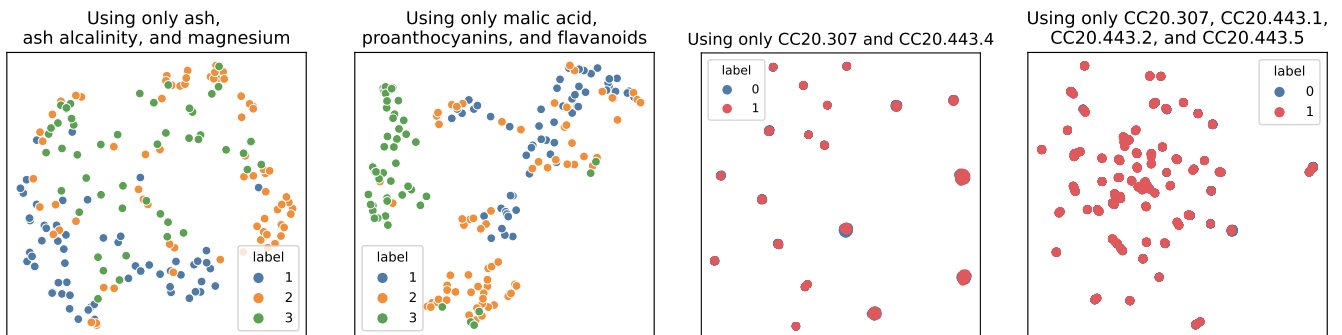 Using only ash,
ash alcalinity, and magnesium
label
1
2
3
Using only malic acid,
proanthocyanins, and flavanoids
label
1
2
3
Using only CC20.307 and CC20.443.4
label
0
1
Using only CC20.307, CC20.443.1,
CC20.443.2, and CC20.443.5
label
0
1